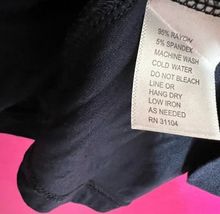 95% RAYON
5% SPANDEX
MACHINE WASH
COLD WATER
DO NOT BLEACH
LINE OR
HANG DRY
LOW IRON
AS NEEDED
RN 31104